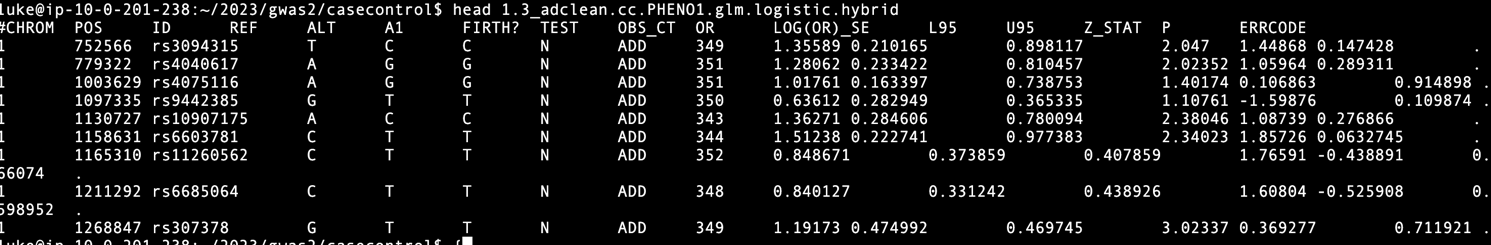 luke@ip-10-0-201-238:~/2023/gwas2/casecontrol$ head 1.3_adclean.cc.PHENO1.glm.logistic.hybrid
#CHROM POS ID REF ALT A1 FIRTH? TEST OBS_CT OR LOG(OR)_SE L95 U95 Z_STAT P ERRCODE
1 752566 rs3094315 T C C N ADD 349 1.35589 0.210165 0.898117 2.047 1.44868 0.147428 .
1 779322 rs4040617 A G G N ADD 351 1.28062 0.233422 0.810457 2.02352 1.05964 0.289311 .
1 1003629 rs4075116 A G G N ADD 351 1.01761 0.163397 0.738753 1.40174 0.106863 0.914898 .
1 1097335 rs9442385 G T T N ADD 350 0.63612 0.282949 0.365335 1.10761 -1.59876 0.109874 .
1 1130727 rs10907175 A C C N ADD 343 1.36271 0.284606 0.780094 2.38046 1.08739 0.276866 .
1 1158631 rs6603781 C T T N ADD 344 1.51238 0.222741 0.977383 2.34023 1.85726 0.0632745 .
1 1165310 rs11260562 C T T N ADD 352 0.848671 0.373859 0.407859 1.76591 -0.438891 0.
66074 .
1 1211292 rs6685064 C T T N ADD 348 0.840127 0.331242 0.438926 1.60804 -0.525908 0.
598952 .
1 1268847 rs307378 G T T N ADD 349 1.19173 0.474992 0.469745 3.02337 0.369277 0.711921 .
luke@ip-10-0-201-238:~/2023/gwas2/casecontrol$